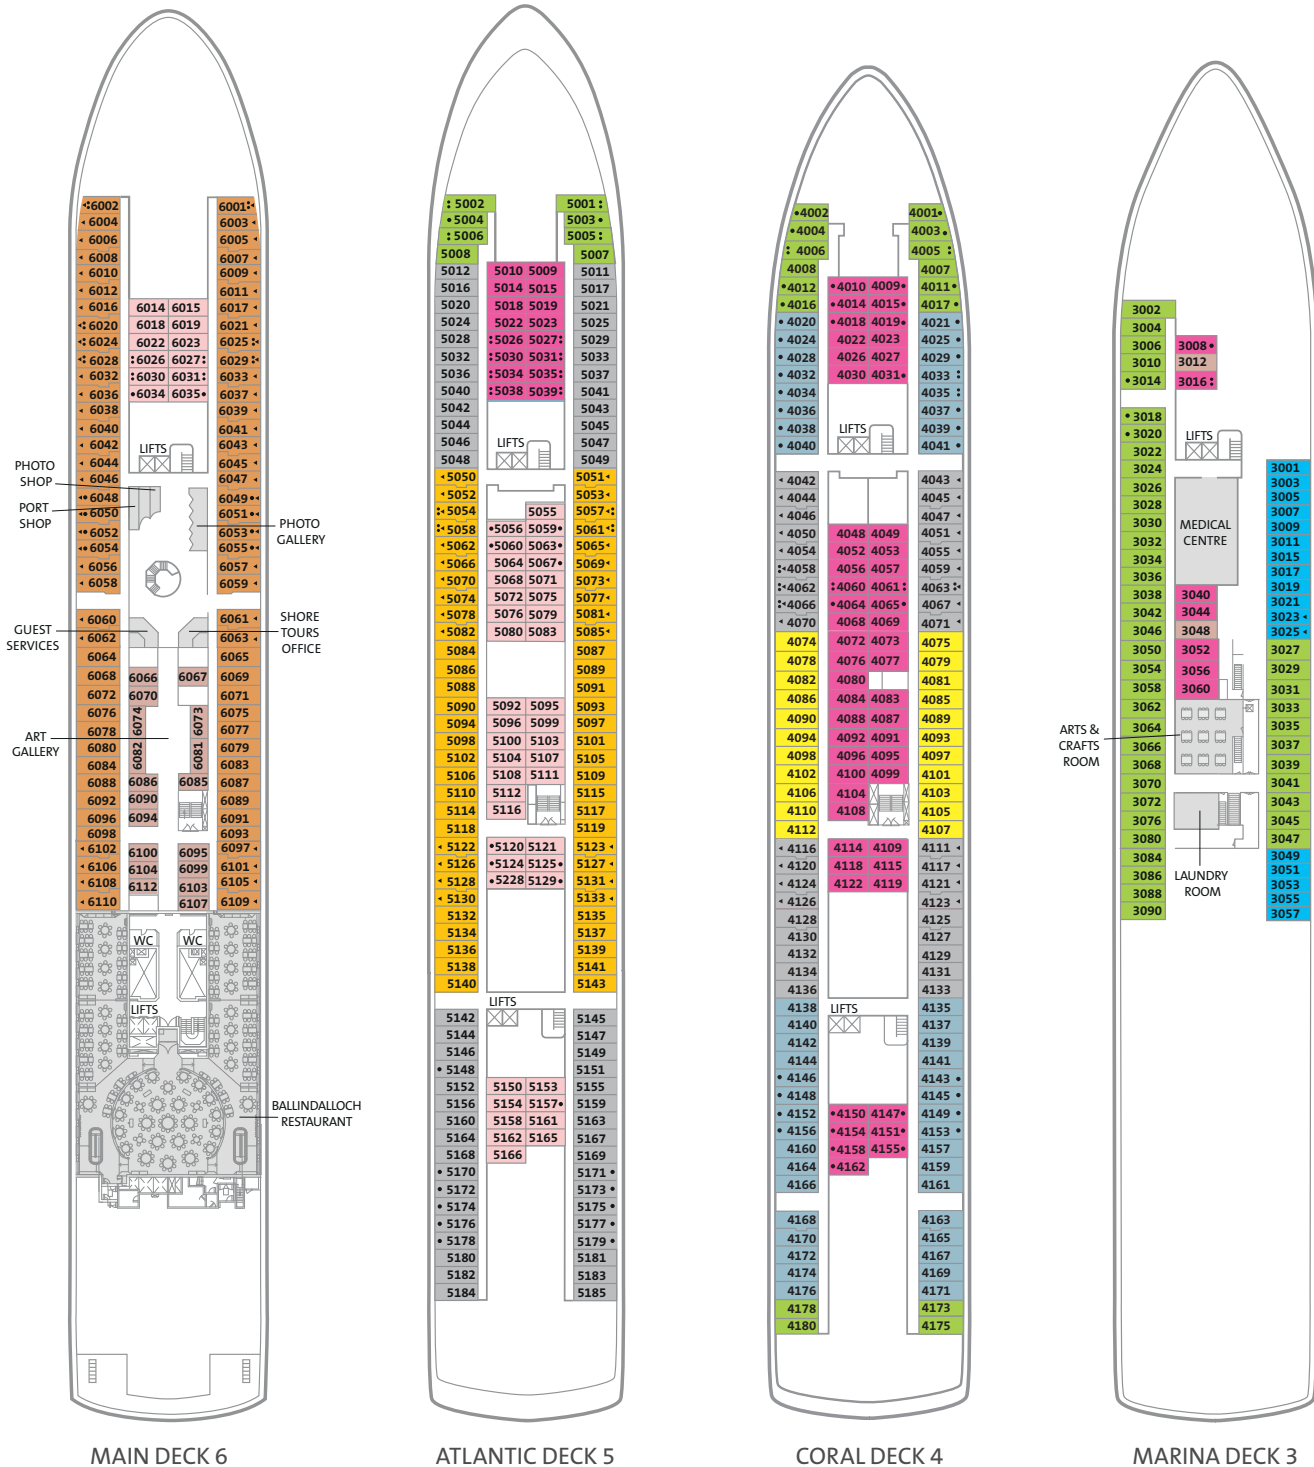 6002 6001
6004 6003
6006 6005
6008 6007
6010 6009
6012 6011
6016 6014 6015 6017
6020 6018 6019 6021
6024 6022 6023 6025
6028 6026 6027 6029
6032 6030 6031 6033
6036 6034 6035 6037
6038 6039
6040 6041
6042 LIFTS 6043
6044 6045
PHOTO
SHOP
6046 6047
6048 6049
PORT
SHOP
6050 6051
PHOTO
GALLERY
6052 6053
6054 6055
6056 6057
6058 6059
6060 6061
GUEST
SERVICES
SHORE
TOURS
OFFICE
6062 6063
6064 6065
6068 6066 6067 6069
6072 6070 6071
6076 6074 6073 6075
6078 6077
ART
GALLERY
6080 6082 6081 6079
6084 6083
6088 6086 6085 6087
6092 6090 6089
6096 6094 6091
6098 6093
6102 6100 6095 6097
6106 6104 6099 6101
6108 6112 6103 6105
6110 6107 6109
WC WC
LIFTS
BALLINDALLOCH
RESTAURANT
MAIN DECK 6
5002 5001
5004 5003
5006 5005
5008 5007
5012 5010 5009 5011
5016 5014 5015 5017
5020 5018 5019 5021
5024 5022 5023 5025
5028 5026 5027 5029
5032 5030 5031 5033
5036 5034 5035 5037
5040 5038 5039 5041
5042 5043
5044 5045
5046 LIFTS 5047
5048 5049
5050 5051
5052 5053
5054 5055 5057
5058 5056 5059 5061
5062 5060 5063 5065
5066 5064 5067 5069
5070 5068 5071 5073
5074 5072 5075 5077
5078 5076 5079 5081
5082 5080 5083 5085
5084 5087
5086 5089
5088 5091
5090 5092 5095 5093
5094 5096 5099 5097
5098 5100 5103 5101
5102 5104 5107 5105
5106 5108 5111 5109
5110 5112 5115
5114 5116 5117
5118 5119
5122 5120 5121 5123
5126 5124 5125 5127
5128 5228 5129 5131
5130 5133
5132 5135
5134 5137
5136 5139
5138 5141
5140 5143
LIFTS
5142 5145
5144 5147
5146 5149
5148 5151
5152 5150 5153 5155
5156 5154 5157 5159
5160 5158 5161 5163
5164 5162 5165 5167
5168 5166 5169
5170 5171
5172 5173
5174 5175
5176 5177
5178 5179
5180 5181
5182 5183
5184 5185
ATLANTIC DECK 5
4002 4001
4004 4003
4006 4005
4008 4007
4012 4010 4009 4011
4016 4014 4015 4017
4020 4018 4019 4021
4024 4022 4023 4025
4028 4026 4027 4029
4032 4030 4031 4033
4034 4035
4036 4037
4038 LIFTS 4039
4040 4041
4042 4043
4044 4045
4046 4047
4050 4048 4049 4051
4054 4052 4053 4055
4058 4056 4057 4059
4062 4060 4061 4063
4066 4064 4065 4067
4070 4068 4069 4071
4074 4072 4073 4075
4078 4076 4077 4079
4082 4080 4081
4086 4084 4083 4085
4090 4088 4087 4089
4094 4092 4091 4093
4098 4096 4095 4097
4102 4100 4099 4101
4106 4104 4103
4110 4108 4105
4112 4107
4116 4114 4109 4111
4120 4118 4115 4117
4124 4122 4119 4121
4126 4123
4128 4125
4130 4127
4132 4129
4134 4131
4136 4133
4138 LIFTS 4135
4140 4137
4142 4139
4144 4141
4146 4143
4148 4145
4152 4150 4147 4149
4156 4154 4151 4153
4160 4158 4155 4157
4164 4162 4159
4166 4161
4168 4163
4170 4165
4172 4167
4174 4169
4176 4171
4178 4173
4180 4175
CORAL DECK 4
3002
3004
3006 3008
3010 3012
3014 3016
3018
3020 LIFTS
3022
3024 3001
3003
3026 3005
3028 3007
3030 MEDICAL
CENTRE
3009
3032 3011
3034 3015
3036 3017
3038 3040 3019
3042 3044 3021
3023
3046 3048 3025
3050 3052 3027
3054 3056 3029
3058 3060 3031
3062 3033
3064 3035
ARTS &
CRAFTS
ROOM
3066 3037
3068 3039
3070 3041
3072 3043
3076 3045
3080 3047
3084 3049
3086 3051
LAUNDRY
ROOM
3088 3053
3055
3090 3057
MARINA DECK 3